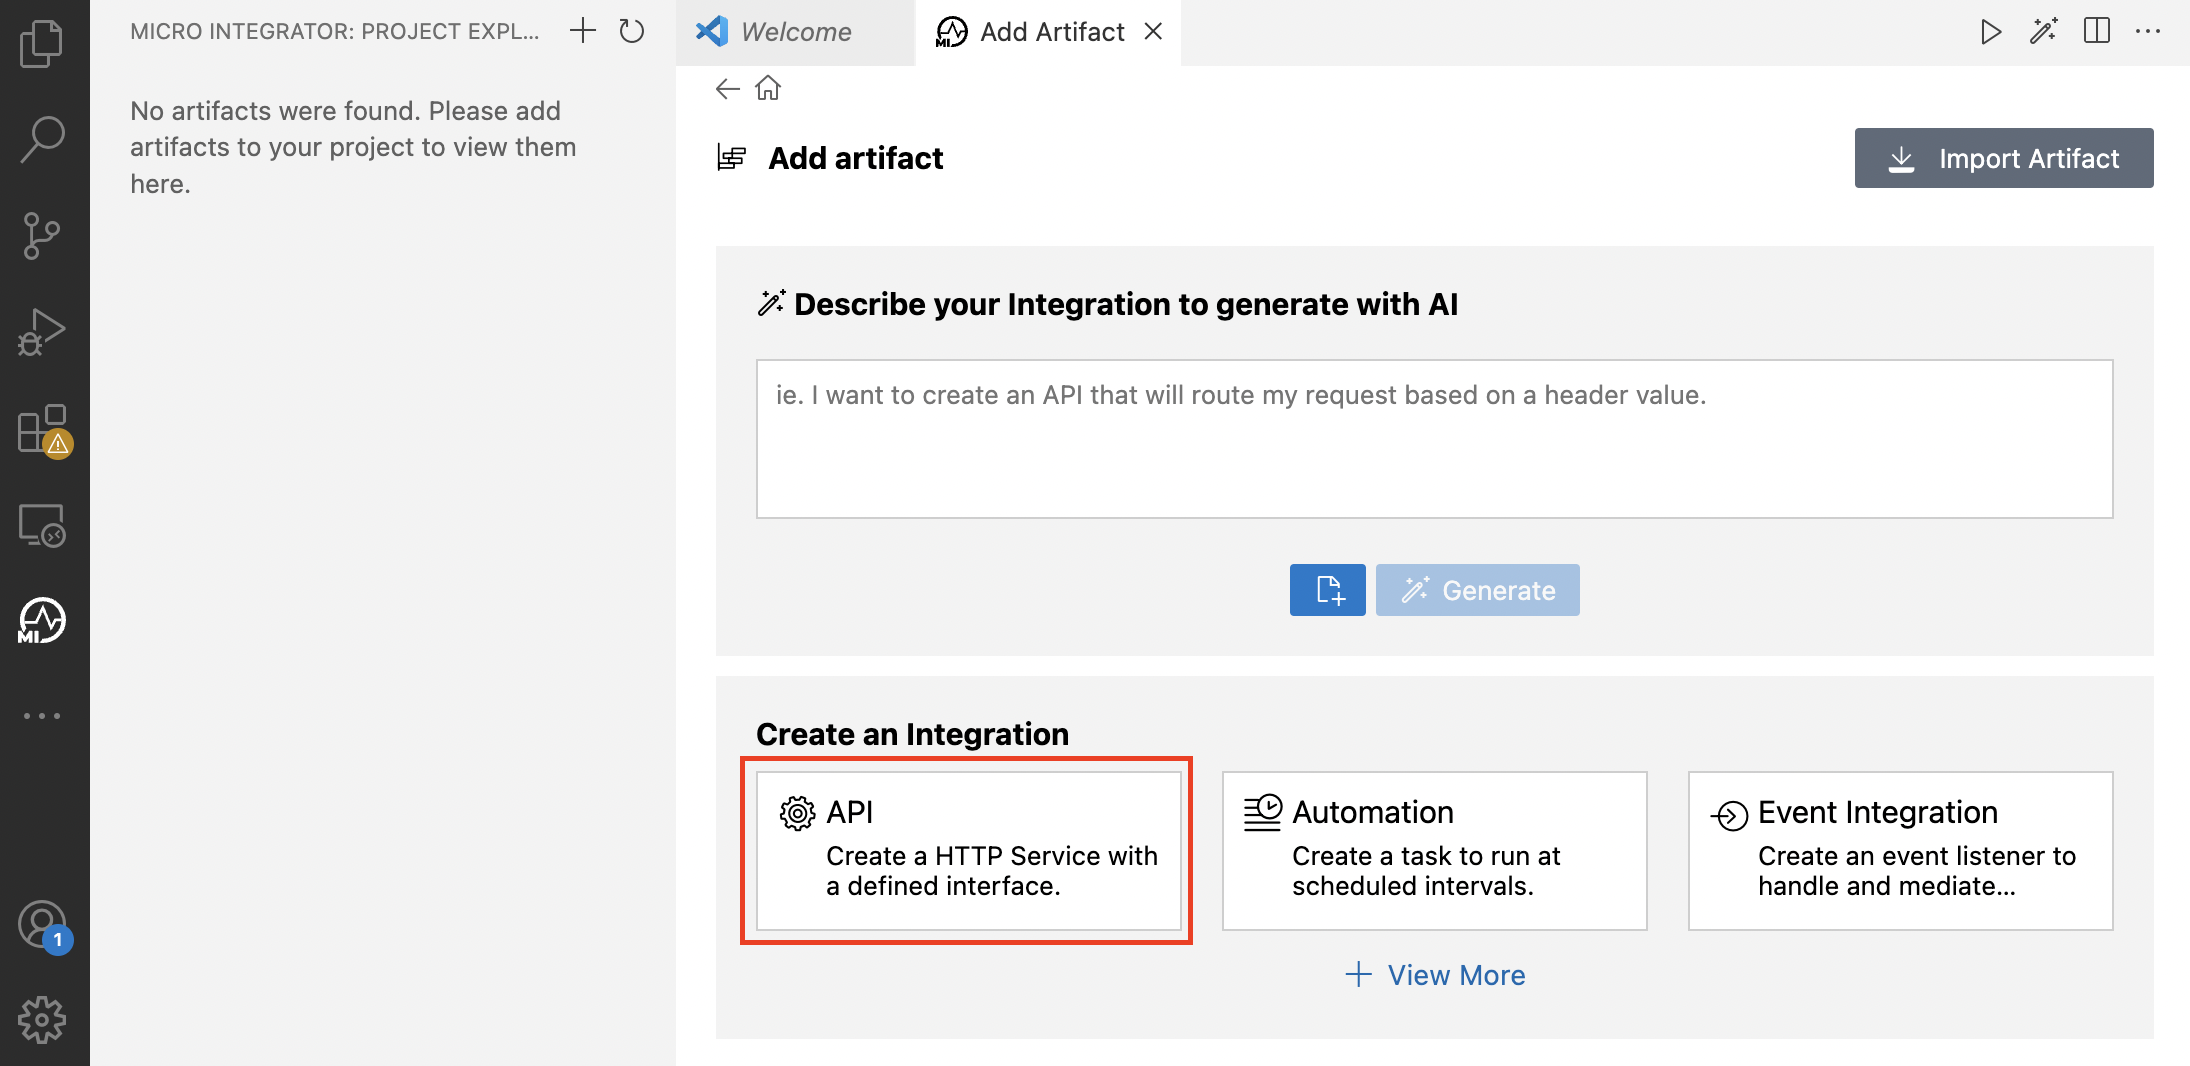 MICRO INTEGRATOR: PROJECT EXPL...
Welcome
Add Artifact
No artifacts were found. Please add
artifacts to your project to view them
here.
Add artifact
Import Artifact
Describe your Integration to generate with AI
ie. I want to create an API that will route my request based on a header value.
Generate
Create an Integration
API
Create a HTTP Service with
a defined interface.
Automation
Create a task to run at
scheduled intervals.
Event Integration
Create an event listener to
handle and mediate...
View More
MI
MI
1